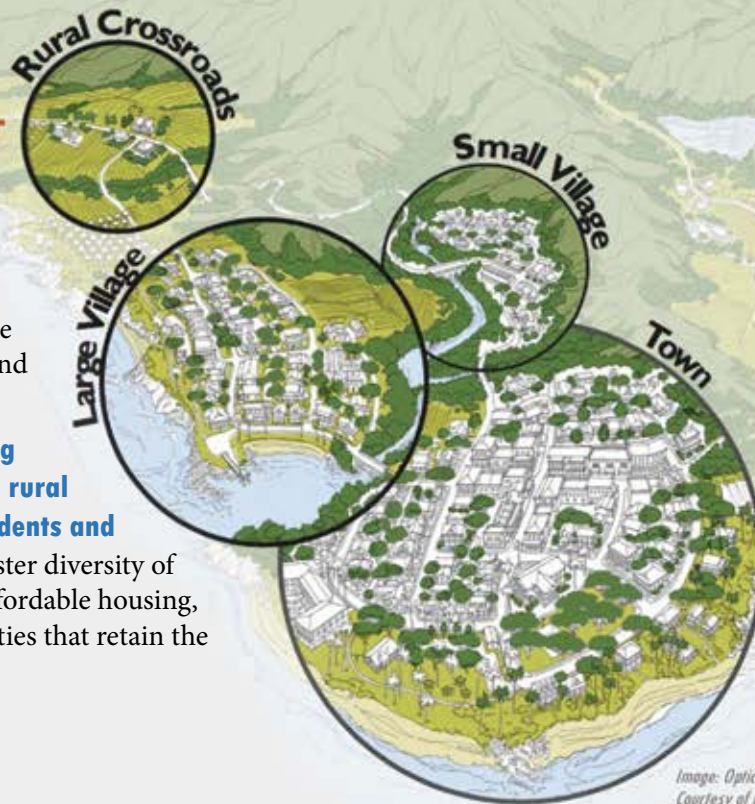 Rural Crossroads
Small Village
Large Village
Town
e
nd
g
rural
dents and
ster diversity of
fordable housing,
ties that retain the
Image: Optic
Courtesy of